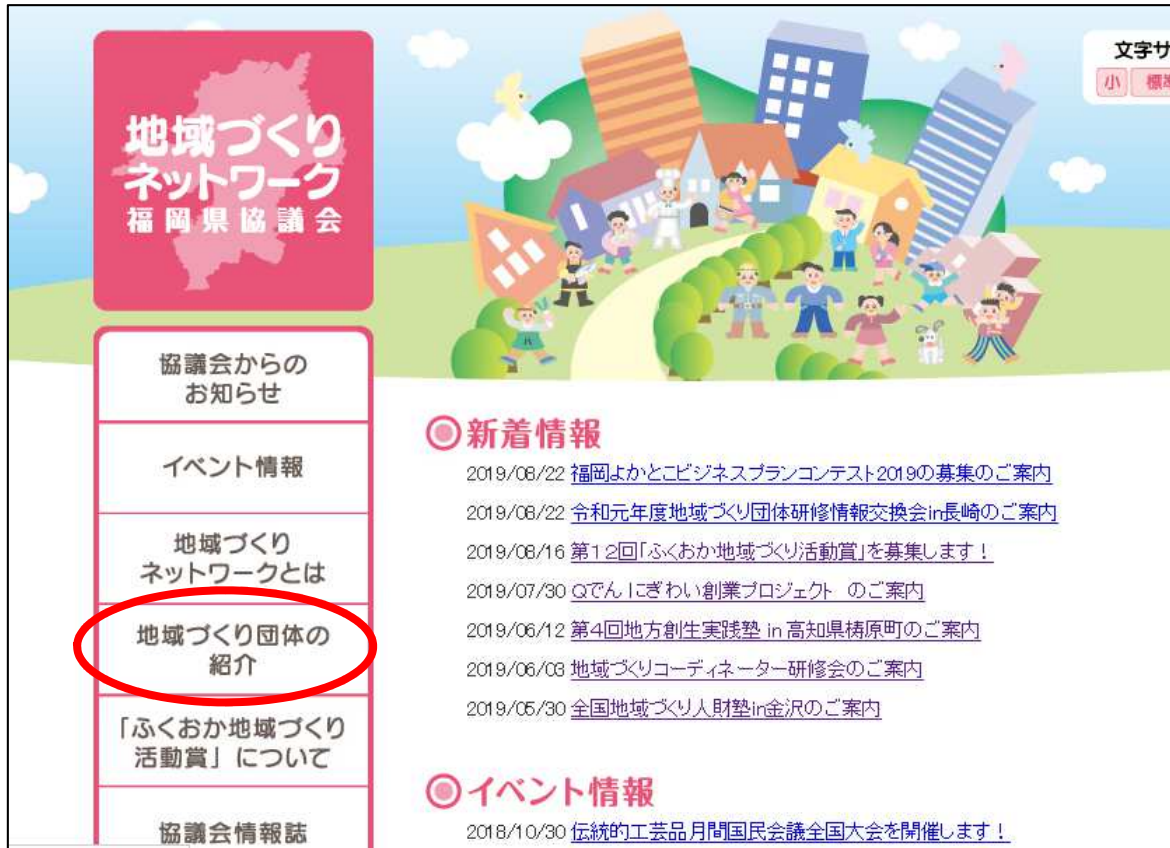 地域づくり
ネットワーク
福岡県協議会
文字サ
小 標準
協議会からの
お知らせ
イベント情報
地域づくり
ネットワークとは
地域づくり団体の
紹介
「ふくおか地域づくり
活動賞」について
協議会情報誌
新着情報
2019/08/22 福岡よかとこビジネスプランコンテスト2019の募集のご案内
2019/08/22 令和元年度地域づくり団体研修情報交換会in長崎のご案内
2019/08/16 第12回「ふくおか地域づくり活動賞」を募集します!
2019/07/30 Qでん にぎわい創業プロジェクト のご案内
2019/06/12 第4回地方創生実践塾 in 高知県梼原町のご案内
2019/06/03 地域づくりコーディネーター研修会のご案内
2019/05/30 全国地域づくり人財塾in金沢のご案内
イベント情報
2018/10/30 伝統的工芸品月間国民会議全国大会を開催します!